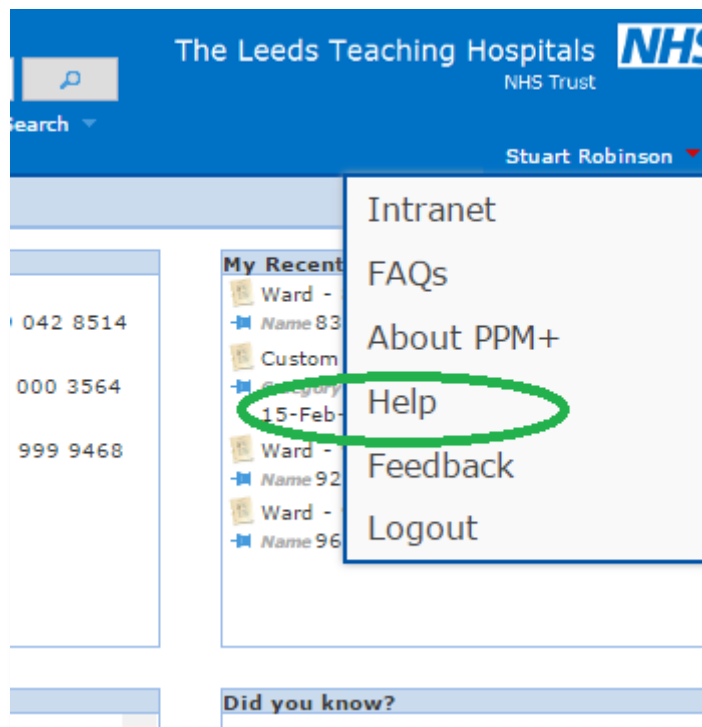 The Leeds Teaching Hospitals NHS
NHS Trust
Search
Stuart Robinson
Intranet
FAQs
About PPM+
Help
Feedback
Logout
042 8514
000 3564
999 9468
My Recent
Ward -
Name 83
Custom
Category
15-Feb-
Ward -
Name 92
Ward -
Name 96
Did you know?